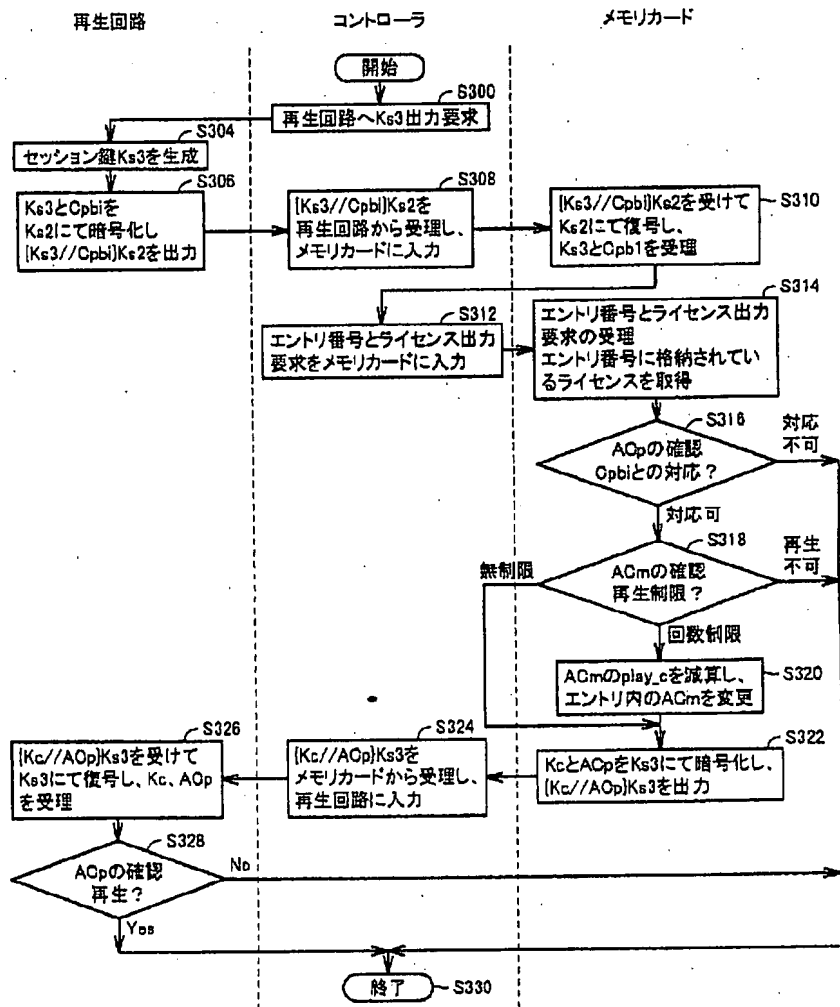 再生回路
コントローラ
メモリカード
開始
S300
再生回路へKs3出力要求
S304
セッション鍵Ks3を生成
S306
Ks3とCpbiを
Ks2にて暗号化し
{Ks3//Cpbi}Ks2を出力
S308
{Ks3//Cpbi}Ks2を
再生回路から受理し、
メモリカードに入力
S310
{Ks3//Cpbi}Ks2を受けて
Ks2にて復号し、
Ks3とCpb1を受理
S312
エントリ番号とライセンス出力
要求をメモリカードに入力
S314
エントリ番号とライセンス出力
要求の受理
エントリ番号に格納されてい
るライセンスを取得
S316
ACpの確認
Cpbiとの対応?
対応
不可
対応可
S318
ACmの確認
再生制限?
無制限
再生
不可
回数制限
S320
ACmのplay_cを減算し、
エントリ内のACmを変更
S322
KcとACpをKs3にて暗号化し、
{Kc//ACp}Ks3を出力
S324
{Kc//ACp}Ks3を
メモリカードから受理し、
再生回路に入力
S326
{Kc//ACp}Ks3を受けて
Ks3にて復号し、Kc、ACp
を受理
S328
ACpの確認
再生?
No
Yes
終了
S330